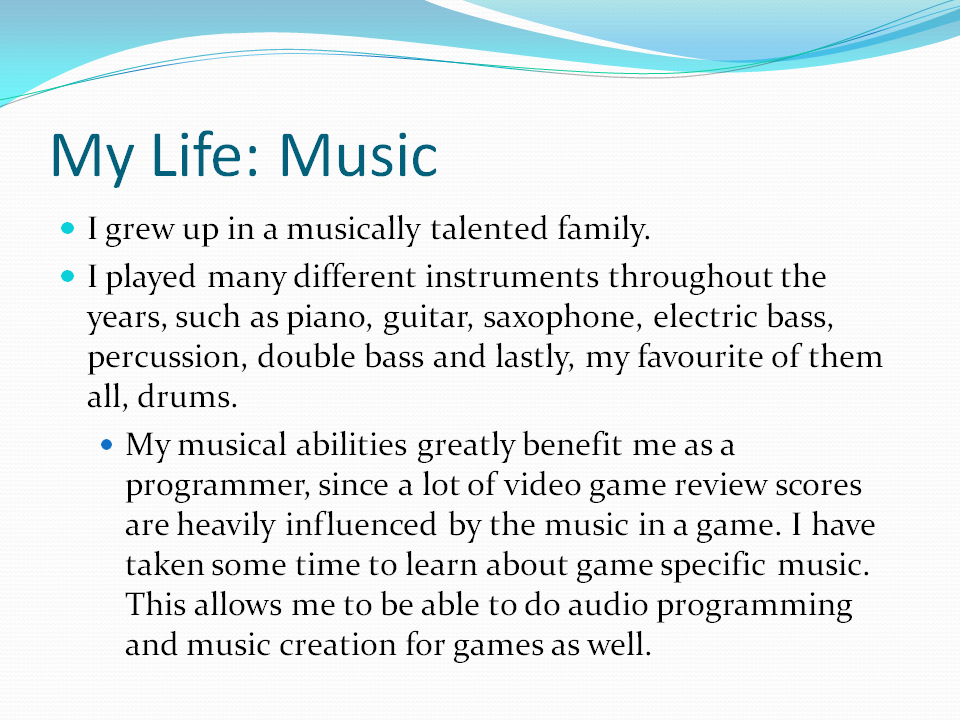 My Life: Music
I grew up in a musically talented family.
I played many different instruments throughout the
years, such as piano, guitar, saxophone, electric bass,
percussion, double bass and lastly, my favourite of them
all, drums.
My musical abilities greatly benefit me as a
programmer, since a lot of video game review scores
are heavily influenced by the music in a game. I have
taken some time to learn about game specific music.
This allows me to be able to do audio programming
and music creation for games as well.